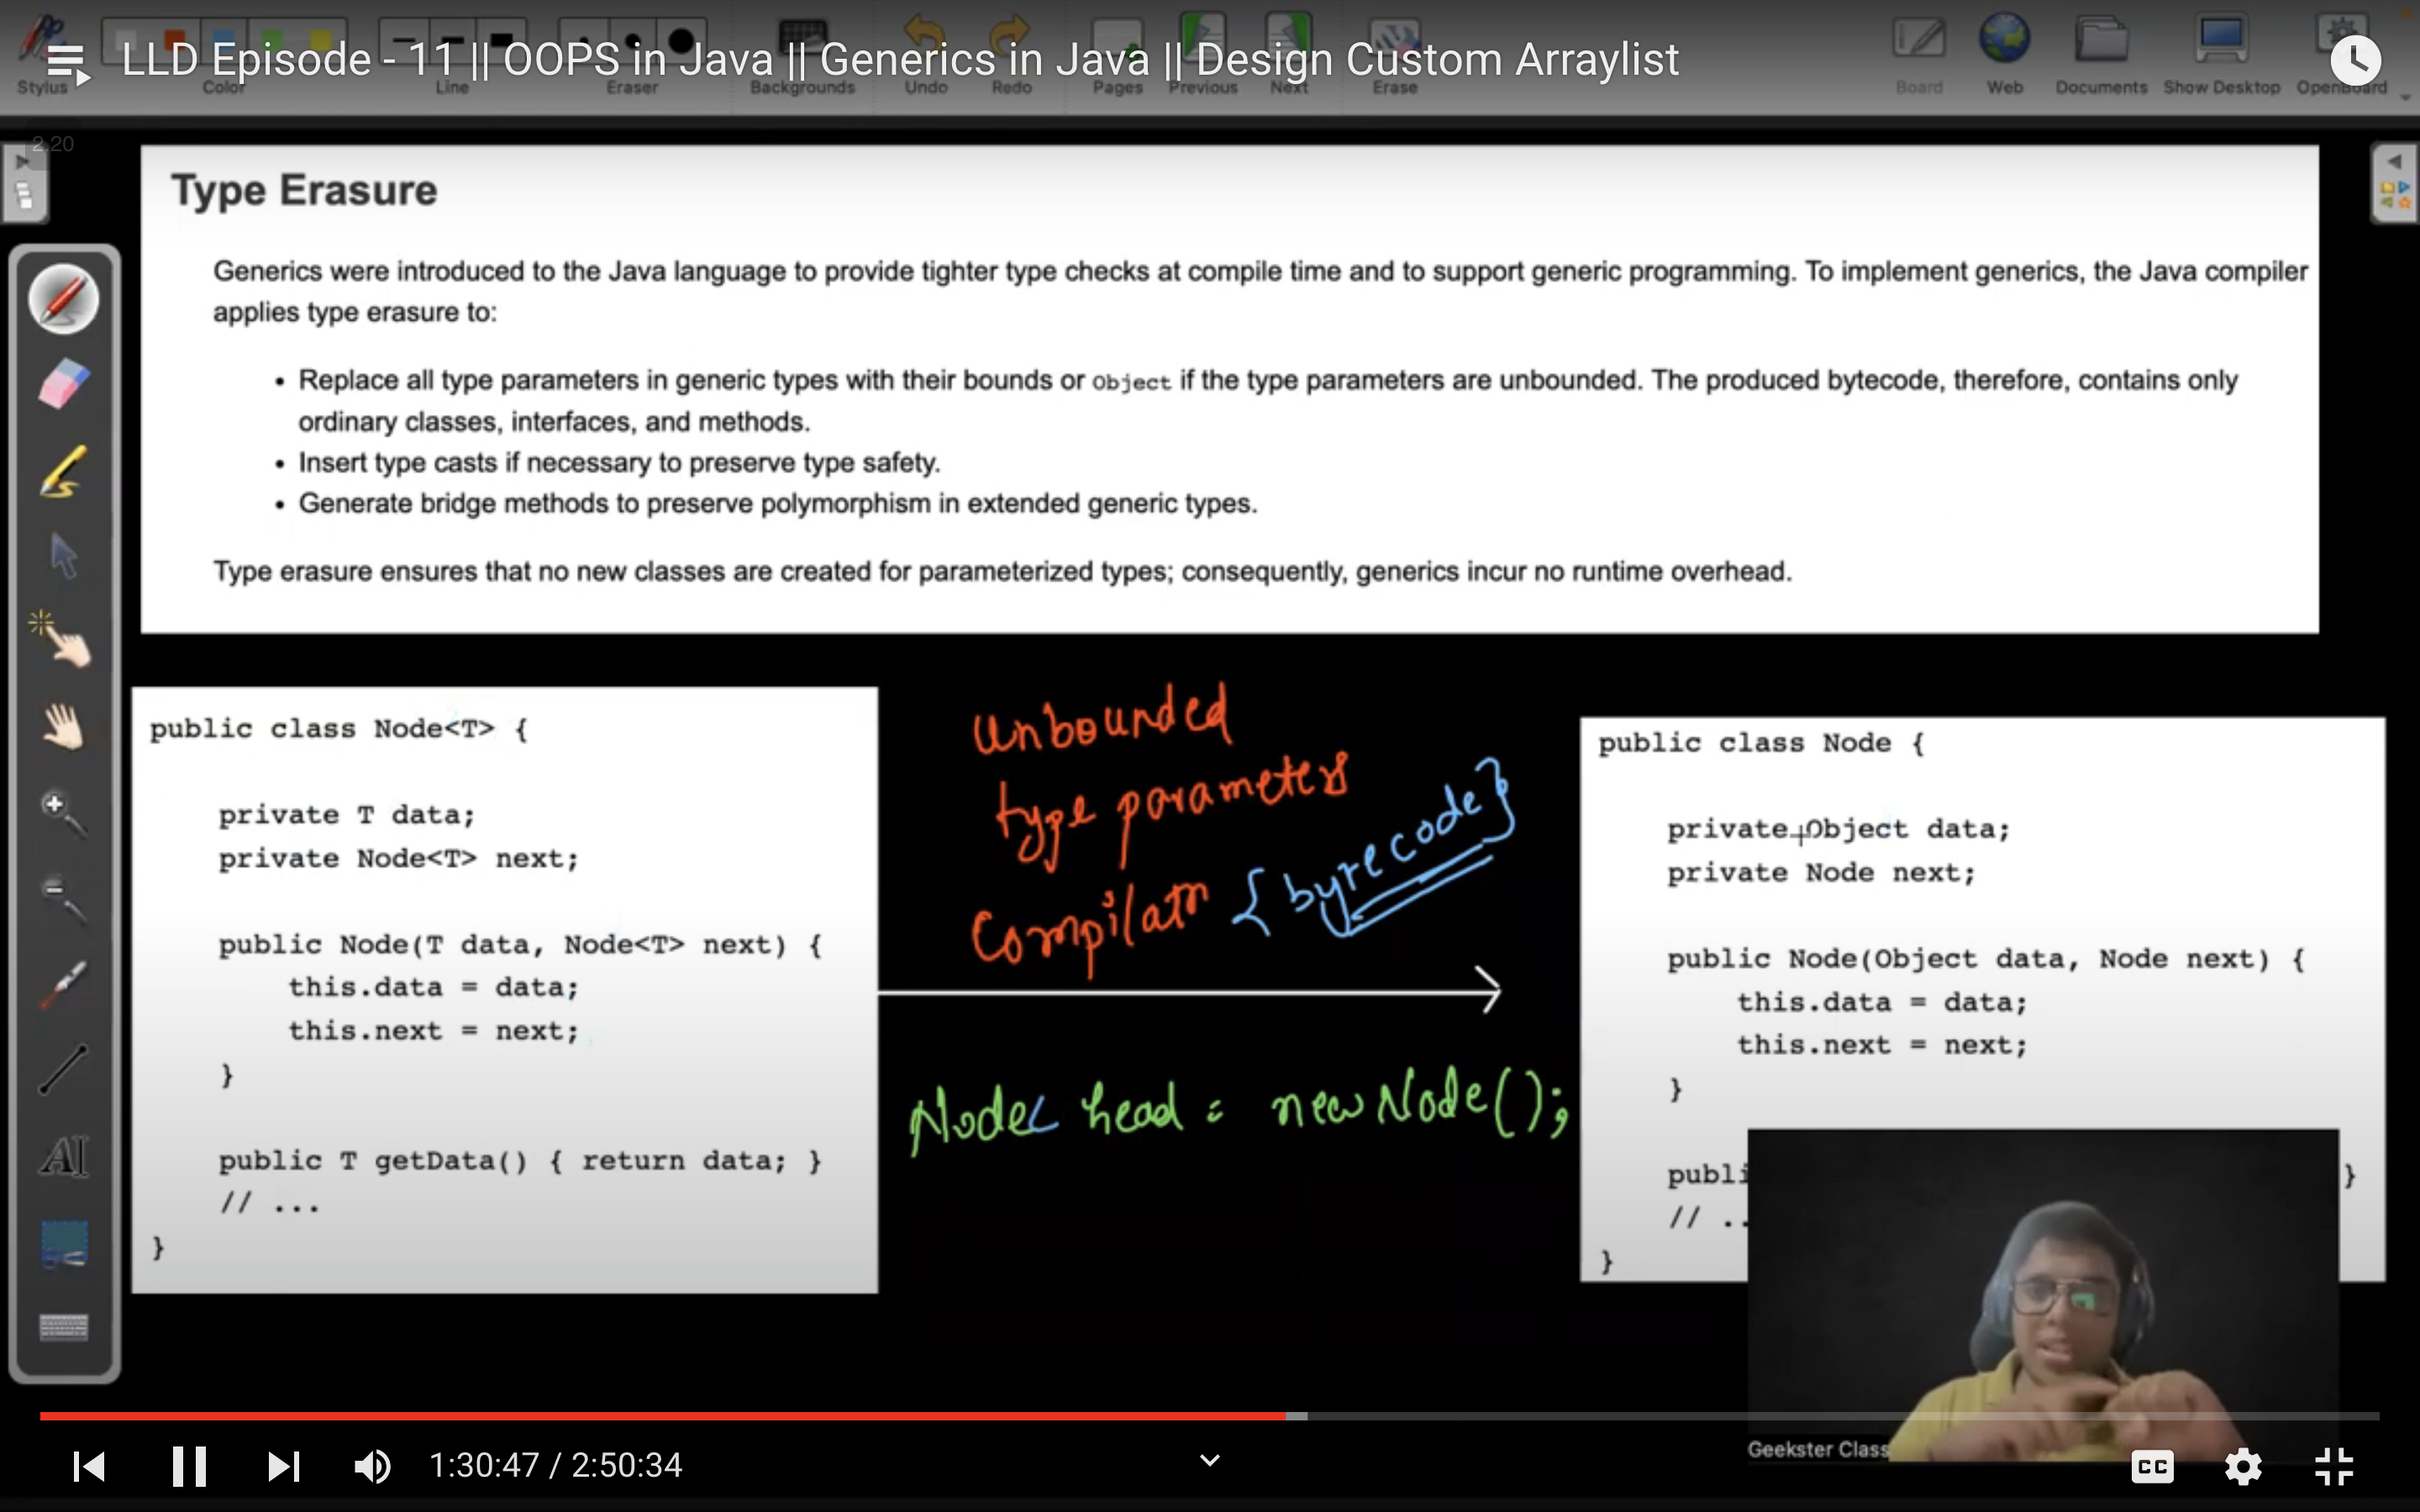 LLD Episode - 11 || OOPS in Java || Generics in Java || Design Custom Arraylist
Stylus Color Line Eraser Backgrounds Undo Redo Pages Previous Next Erase Board Web Documents Show Desktop OpenBoard
2.20
Type Erasure
Generics were introduced to the Java language to provide tighter type checks at compile time and to support generic programming. To implement generics, the Java compiler
applies type erasure to:
• Replace all type parameters in generic types with their bounds or Object if the type parameters are unbounded. The produced bytecode, therefore, contains only
ordinary classes, interfaces, and methods.
• Insert type casts if necessary to preserve type safety.
• Generate bridge methods to preserve polymorphism in extended generic types.
Type erasure ensures that no new classes are created for parameterized types; consequently, generics incur no runtime overhead.
public class Node<T> {
private T data;
private Node<T> next;
public Node(T data, Node<T> next) {
this.data = data;
this.next = next;
}
public T getData() { return data; }
// ...
}
Unbounded
type parameters
Compilatn {bytecode}
Node< head = new Node();
public class Node {
private Object data;
private Node next;
public Node(Object data, Node next) {
this.data = data;
this.next = next;
}
publi }
// ..
}
AI
Geekster Class
1:30:47 / 2:50:34
CC